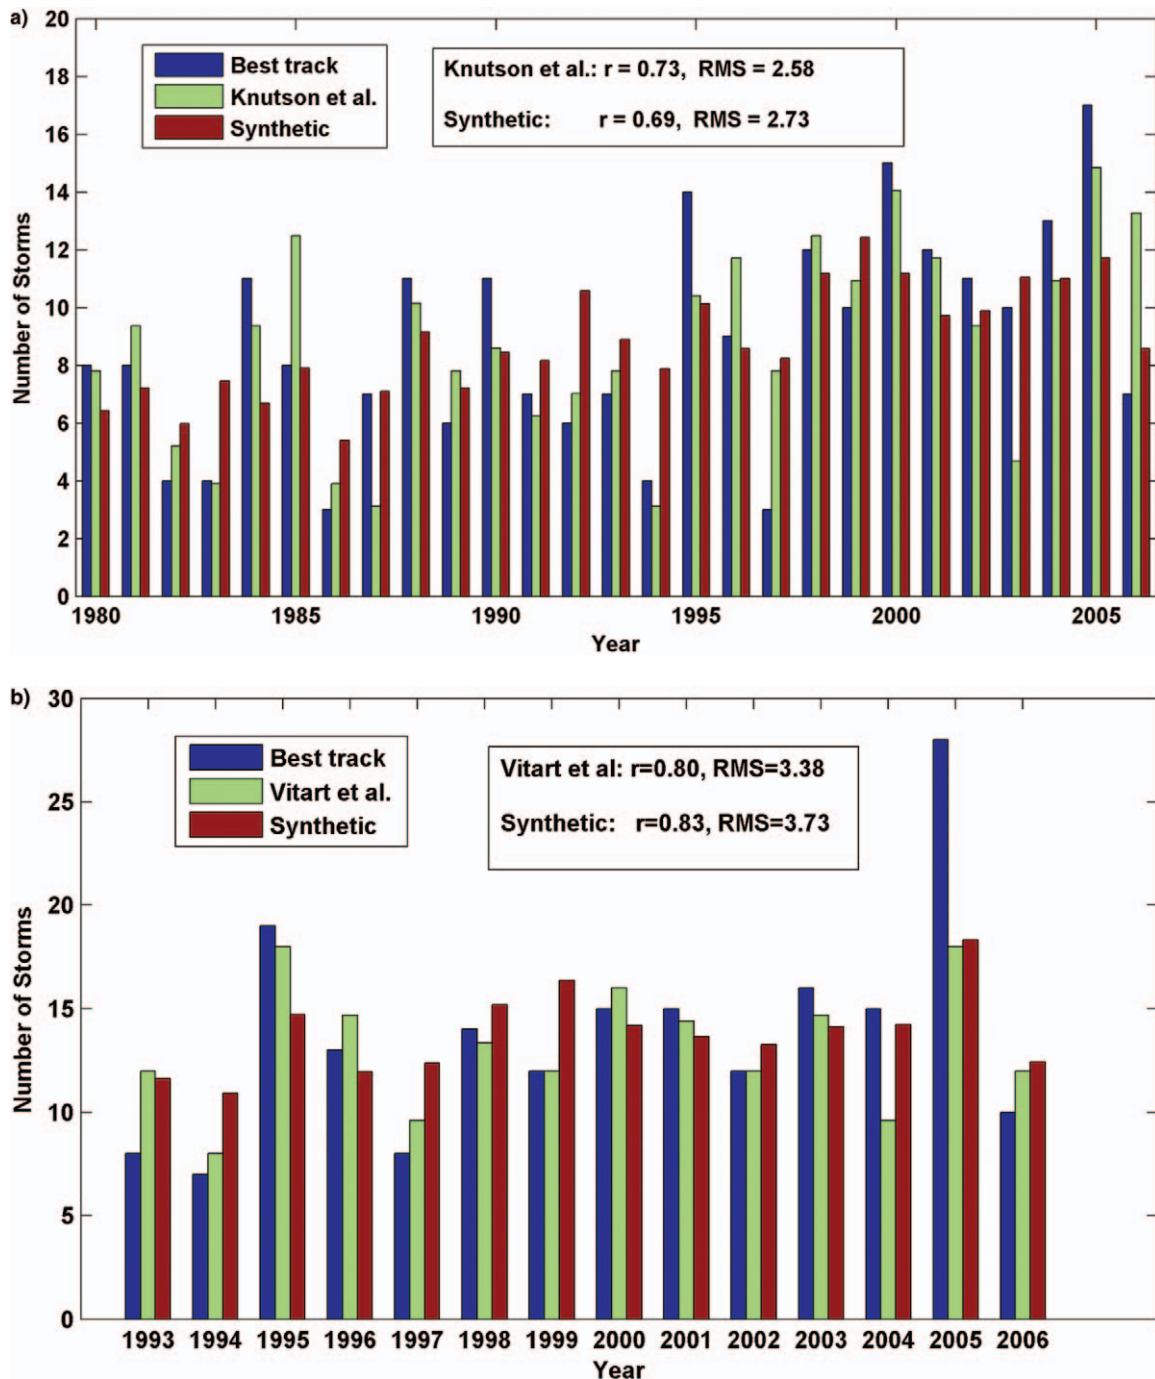 a)
20
18
16
14
12
10
8
6
4
2
0
Number of Storms
Best track
Knutson et al.
Synthetic
Knutson et al.: r = 0.73, RMS = 2.58
Synthetic: r = 0.69, RMS = 2.73
1980 1985 1990 1995 2000 2005
Year
b)
30
25
20
15
10
5
0
Number of Storms
Best track
Vitart et al.
Synthetic
Vitart et al: r=0.80, RMS=3.38
Synthetic: r=0.83, RMS=3.73
1993 1994 1995 1996 1997 1998 1999 2000 2001 2002 2003 2004 2005 2006
Year